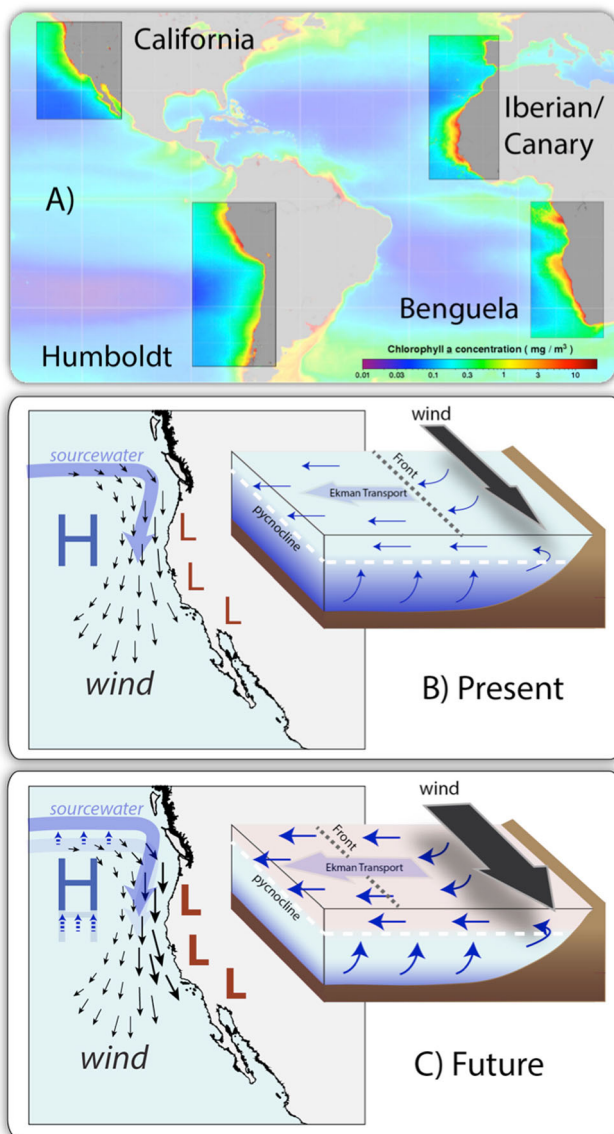 California
Iberian/
Canary
A)
Benguela
Humboldt
Chlorophyll a concentration ( mg / m³ )
0.01 0.03 0.1 0.3 1 3 10
wind
sourcewater
Front
Ekman Transport
pycnocline
H
L
L
L
wind
B) Present
wind
sourcewater
Front
Ekman Transport
pycnocline
H
L
L
L
wind
C) Future